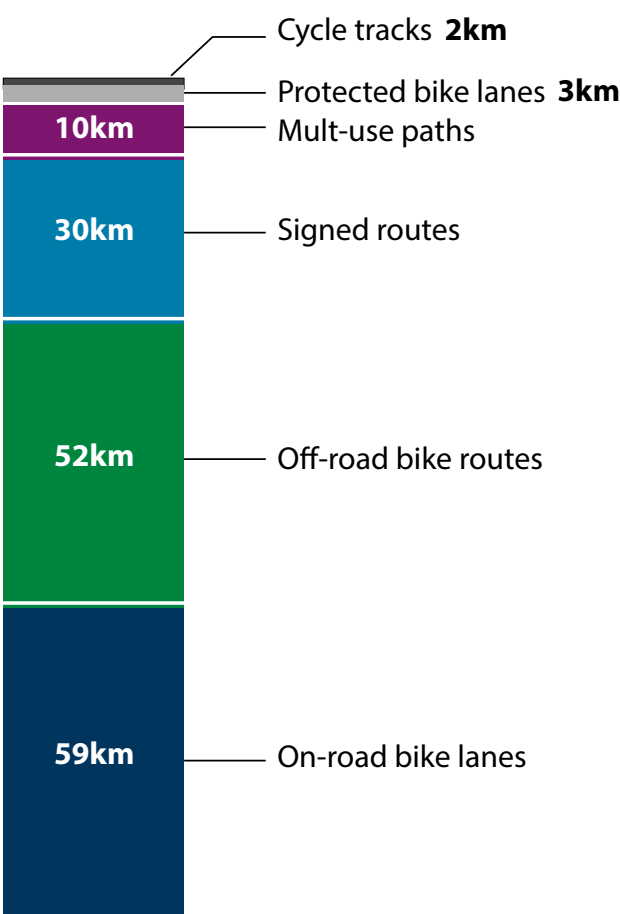 Cycle tracks 2km
Protected bike lanes 3km
10km Mult-use paths
30km Signed routes
52km Off-road bike routes
59km On-road bike lanes